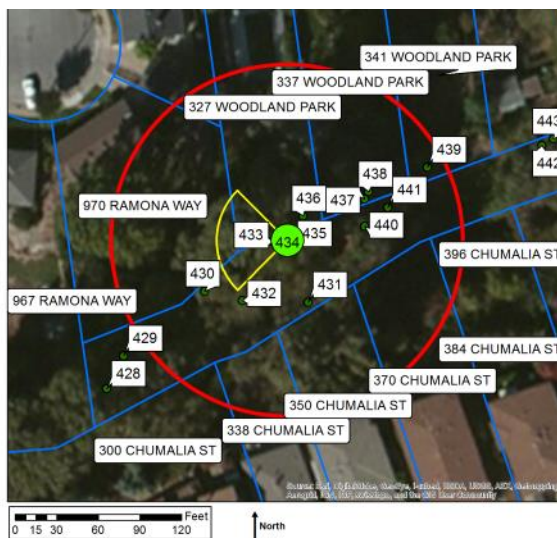 341 WOODLAND PARK
337 WOODLAND PARK
327 WOODLAND PARK
443
442
439
438
437
441
436
970 RAMONA WAY
433
434
435
440
396 CHUMALIA ST
430
432
431
967 RAMONA WAY
429
384 CHUMALIA ST
428
370 CHUMALIA ST
350 CHUMALIA ST
338 CHUMALIA ST
300 CHUMALIA ST
Feet
0 15 30 60 90 120
North